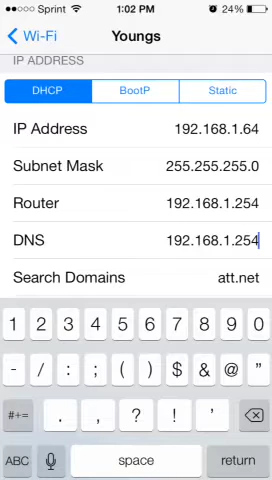 Sprint 1:02 PM 24%
Wi-Fi Youngs
IP ADDRESS
DHCP BootP Static
IP Address 192.168.1.64
Subnet Mask 255.255.255.0
Router 192.168.1.254
DNS 192.168.1.254
Search Domains att.net
1 2 3 4 5 6 7 8 9 0
- / : ; ( ) $ & @ "
#+= . , ? ! '
ABC space return